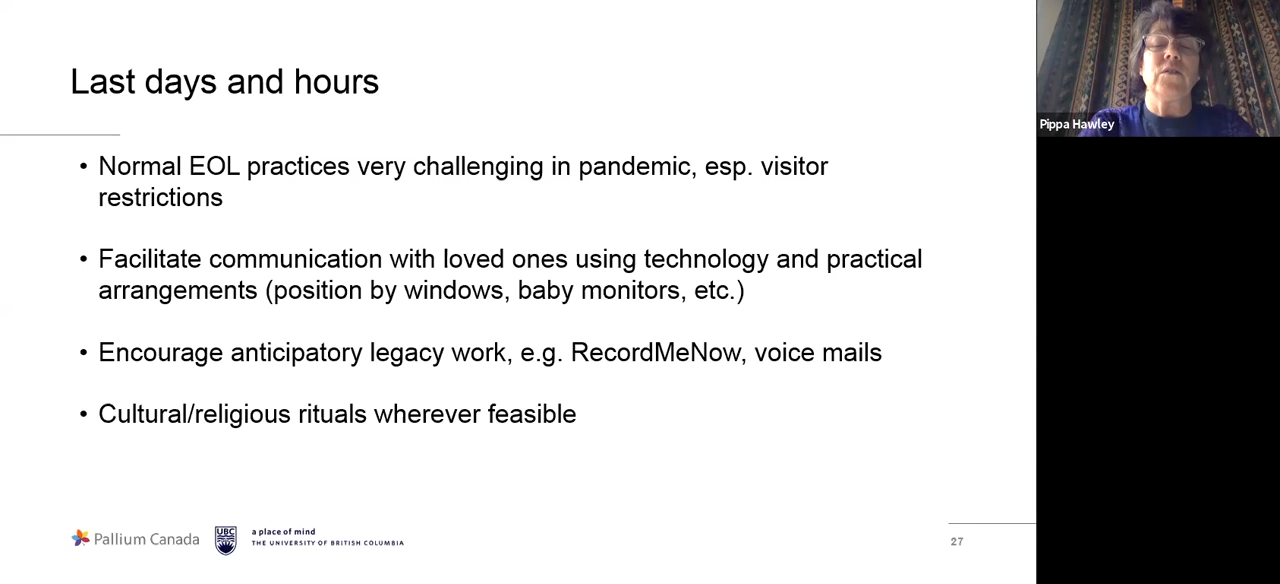 Last days and hours
• Normal EOL practices very challenging in pandemic, esp. visitor
restrictions
• Facilitate communication with loved ones using technology and practical
arrangements (position by windows, baby monitors, etc.)
• Encourage anticipatory legacy work, e.g. RecordMeNow, voice mails
• Cultural/religious rituals wherever feasible
Pallium Canada
UBC
a place of mind
THE UNIVERSITY OF BRITISH COLUMBIA
27
Pippa Hawley